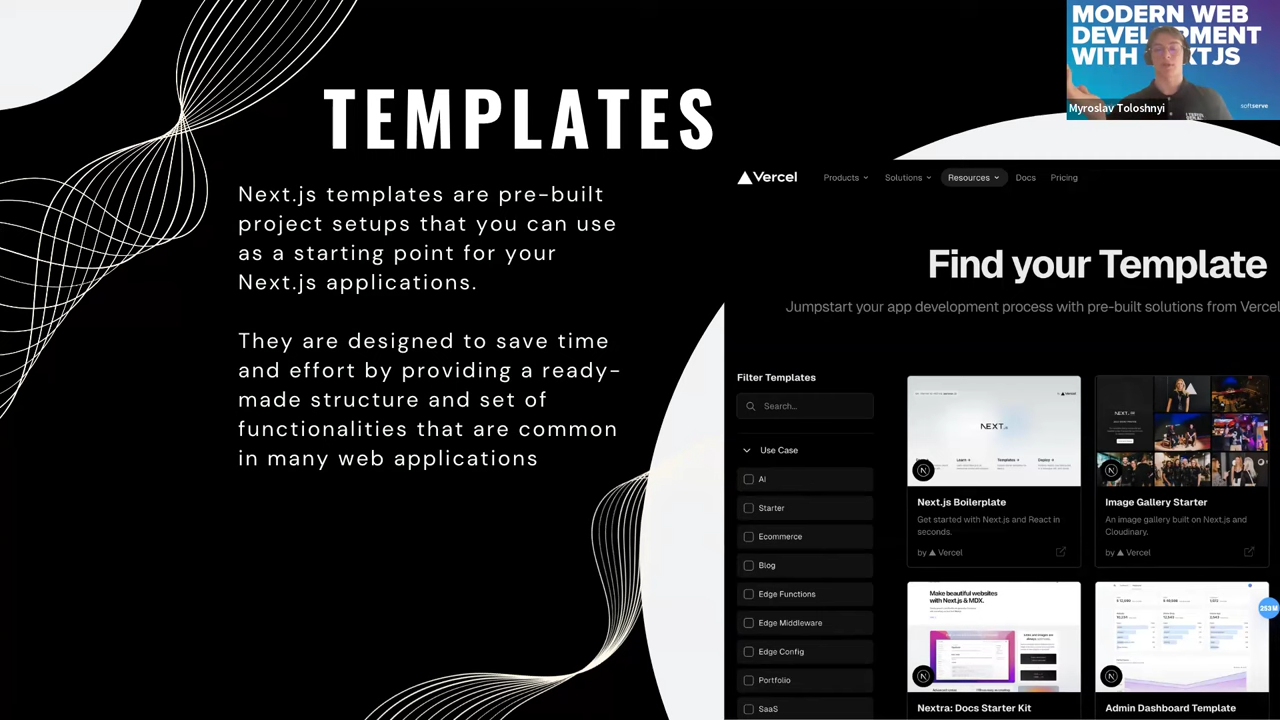 TEMPLATES
Next.js templates are pre-built
project setups that you can use
as a starting point for your
Next.js applications.
They are designed to save time
and effort by providing a ready-
made structure and set of
functionalities that are common
in many web applications
MODERN WEB
WITH
Myroslav Toloshnyi
softserve
Vercel
Products
Solutions
Resources
Docs
Pricing
Find your Template
Jumpstart your app development process with pre-built solutions from Vercel
Filter Templates
Search...
Use Case
AI
Starter
Ecommerce
Blog
Edge Functions
Edge Middleware
Edge Config
Portfolio
SaaS
NEXT.js
Next.js Boilerplate
Get started with Next.js and React in
seconds.
by Vercel
Image Gallery Starter
An image gallery built on Next.js and
Cloudinary.
by Vercel
Make beautiful websites
with Next.js & MDX.
Nextra: Docs Starter Kit
Admin Dashboard Template
253